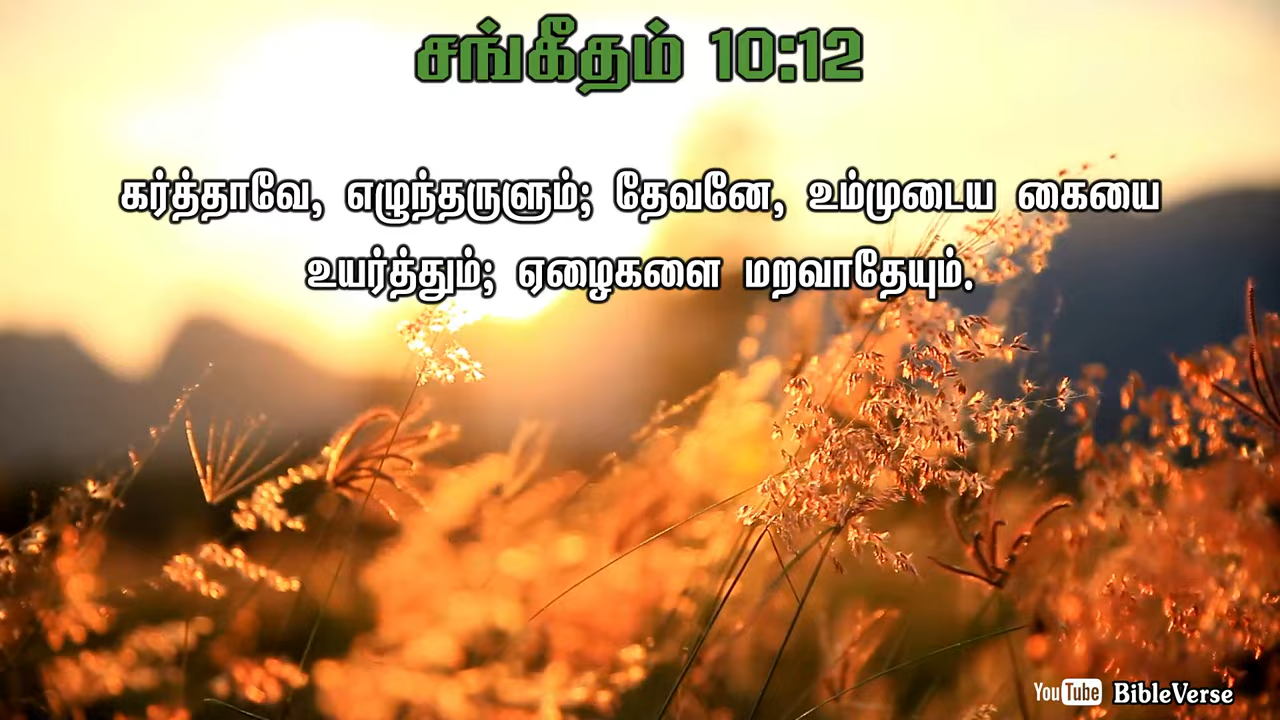 சங்கீதம் 10:12
கர்த்தாவே, எழுந்தருளும்; தேவனே, உம்முடைய கையை
உயர்த்தும்; ஏழைகளை மறவாதேயும்.
YouTube BibleVerse